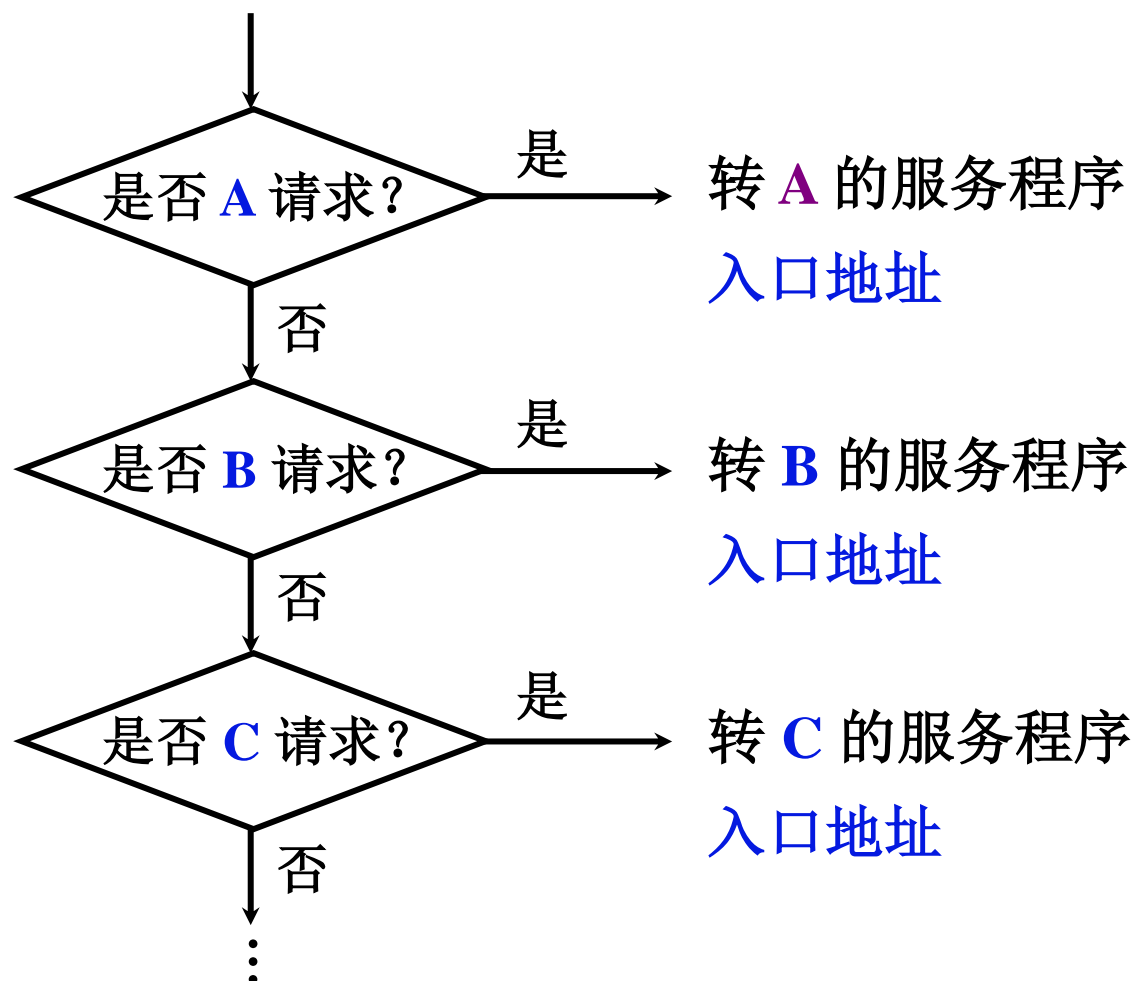 是
是否 A 请求？
转 A 的服务程序
入口地址
否
是
是否 B 请求？
转 B 的服务程序
入口地址
否
是
是否 C 请求？
转 C 的服务程序
入口地址
否
⋮